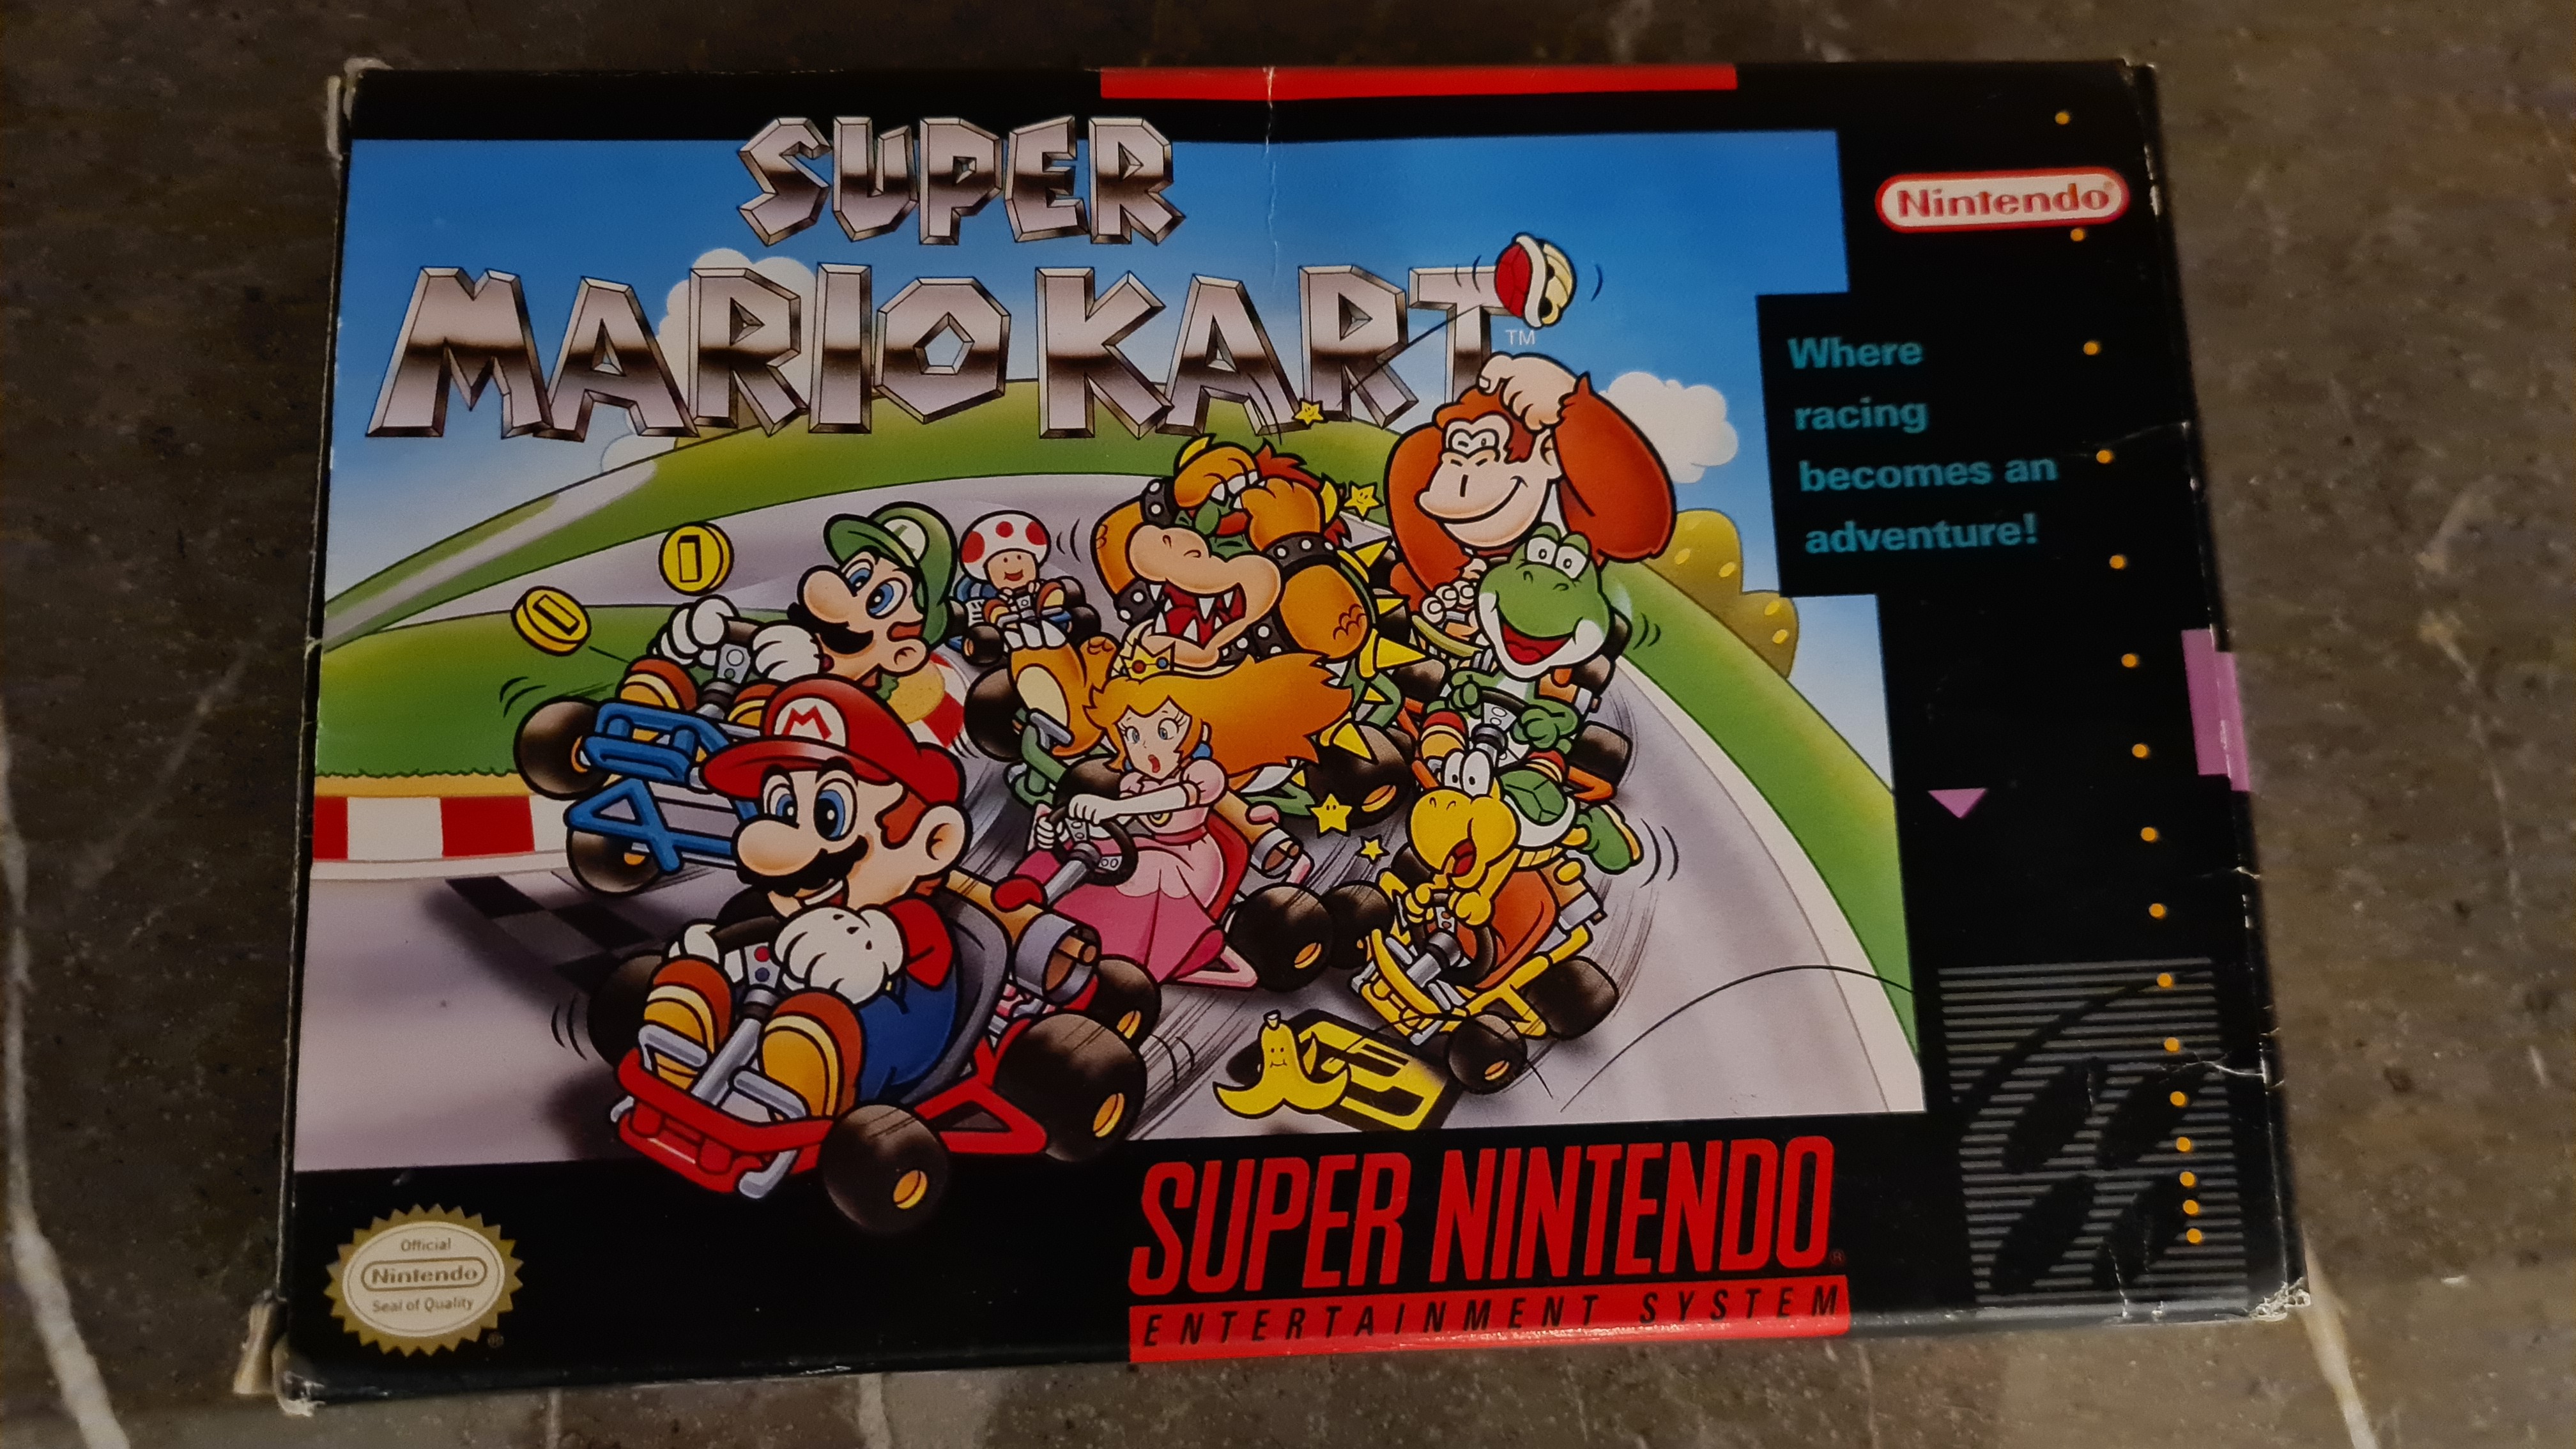 SUPER
MARIO KART
TM
Nintendo®
Where
racing
becomes an
adventure!
L
M
SUPER NINTENDO®
ENTERTAINMENT SYSTEM
Official
Nintendo
Seal of Quality
®